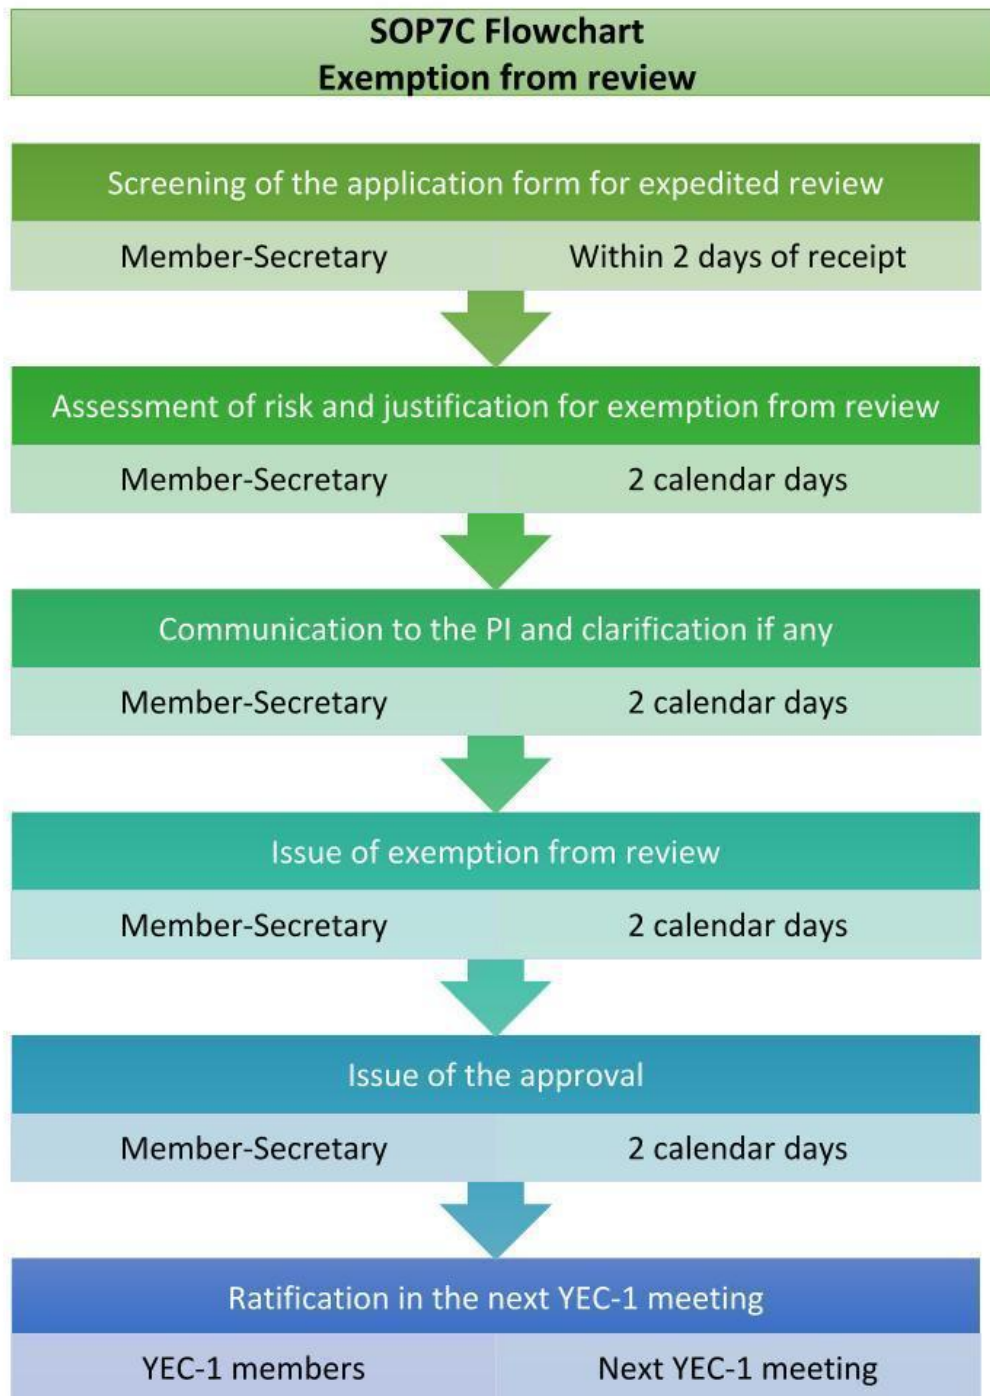 SOP7C Flowchart
Exemption from review
Screening of the application form for expedited review
Member-Secretary Within 2 days of receipt
Assessment of risk and justification for exemption from review
Member-Secretary 2 calendar days
Communication to the PI and clarification if any
Member-Secretary 2 calendar days
Issue of exemption from review
Member-Secretary 2 calendar days
Issue of the approval
Member-Secretary 2 calendar days
Ratification in the next YEC-1 meeting
YEC-1 members Next YEC-1 meeting